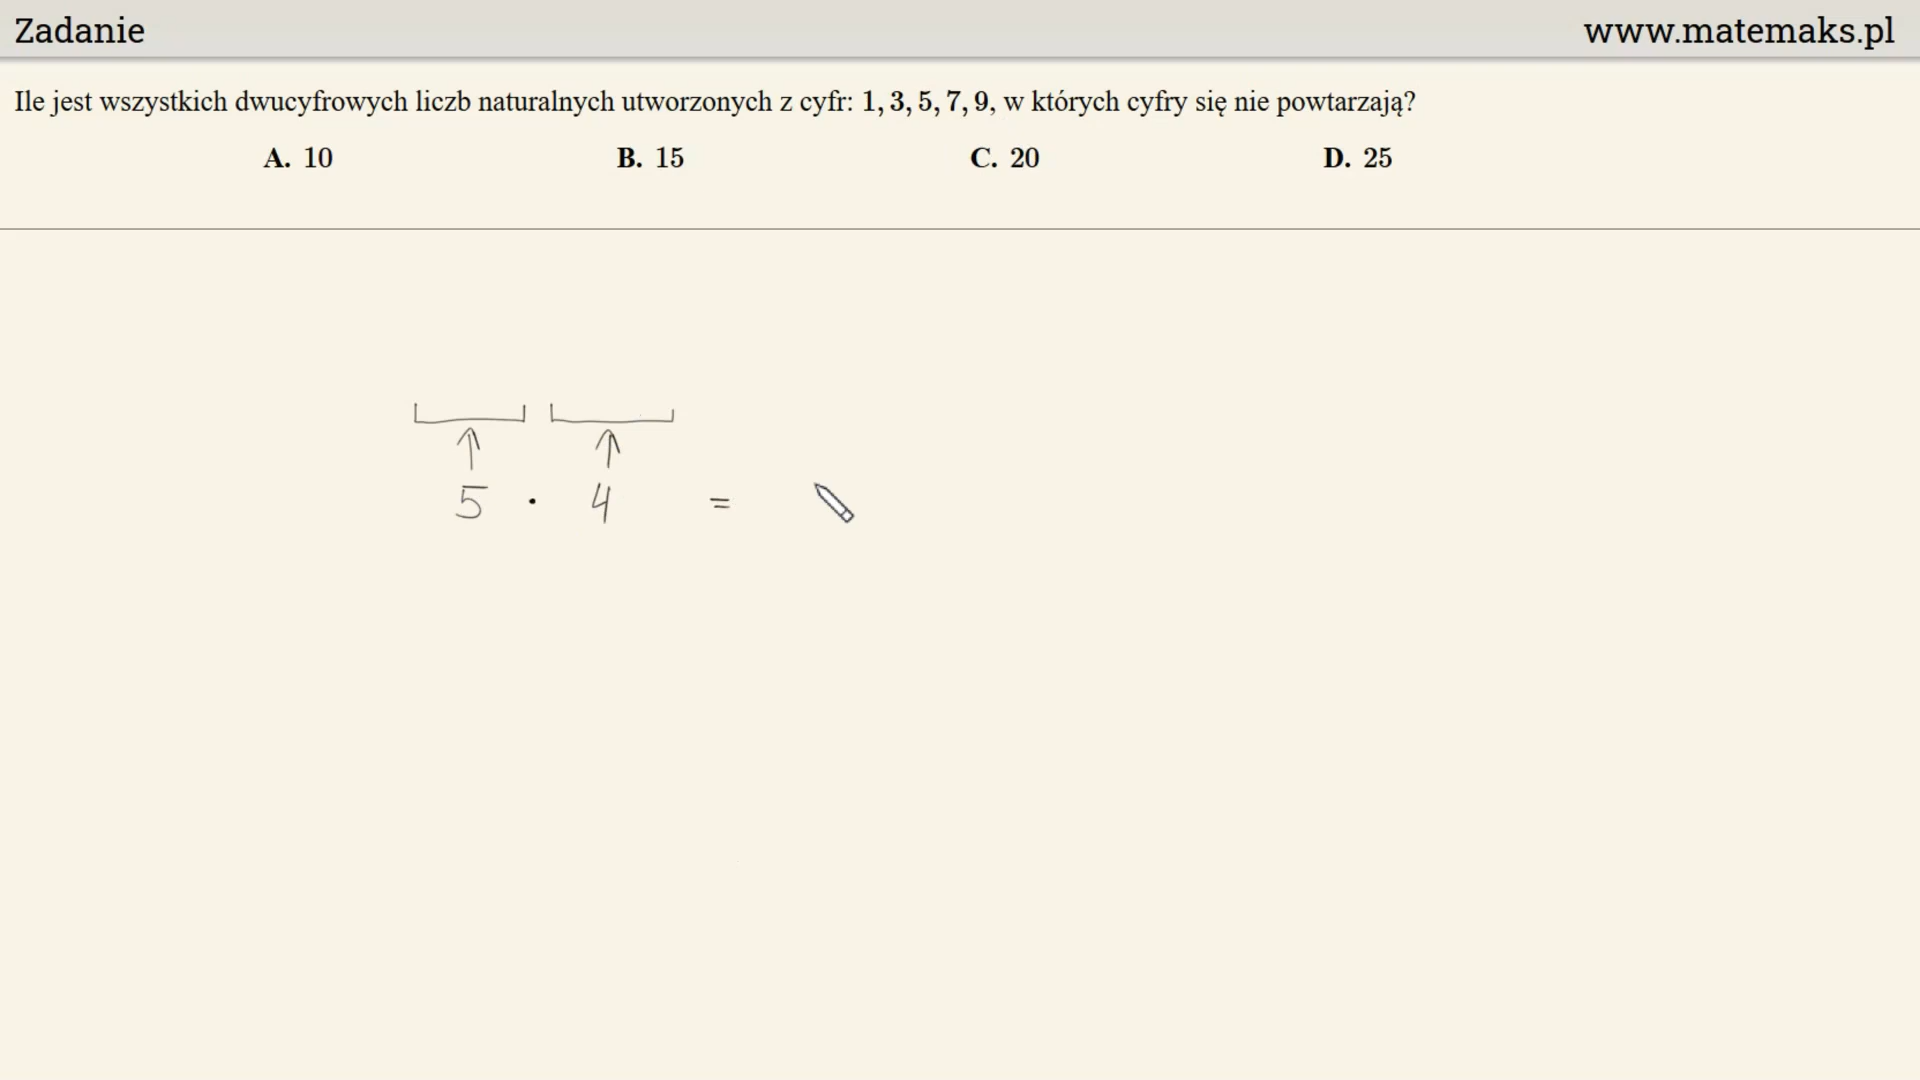 Zadanie www.matemaks.pl
Ile jest wszystkich dwucyfrowych liczb naturalnych utworzonych z cyfr: 1, 3, 5, 7, 9, w których cyfry się nie powtarzają?
A. 10 B. 15 C. 20 D. 25
5 · 4 =